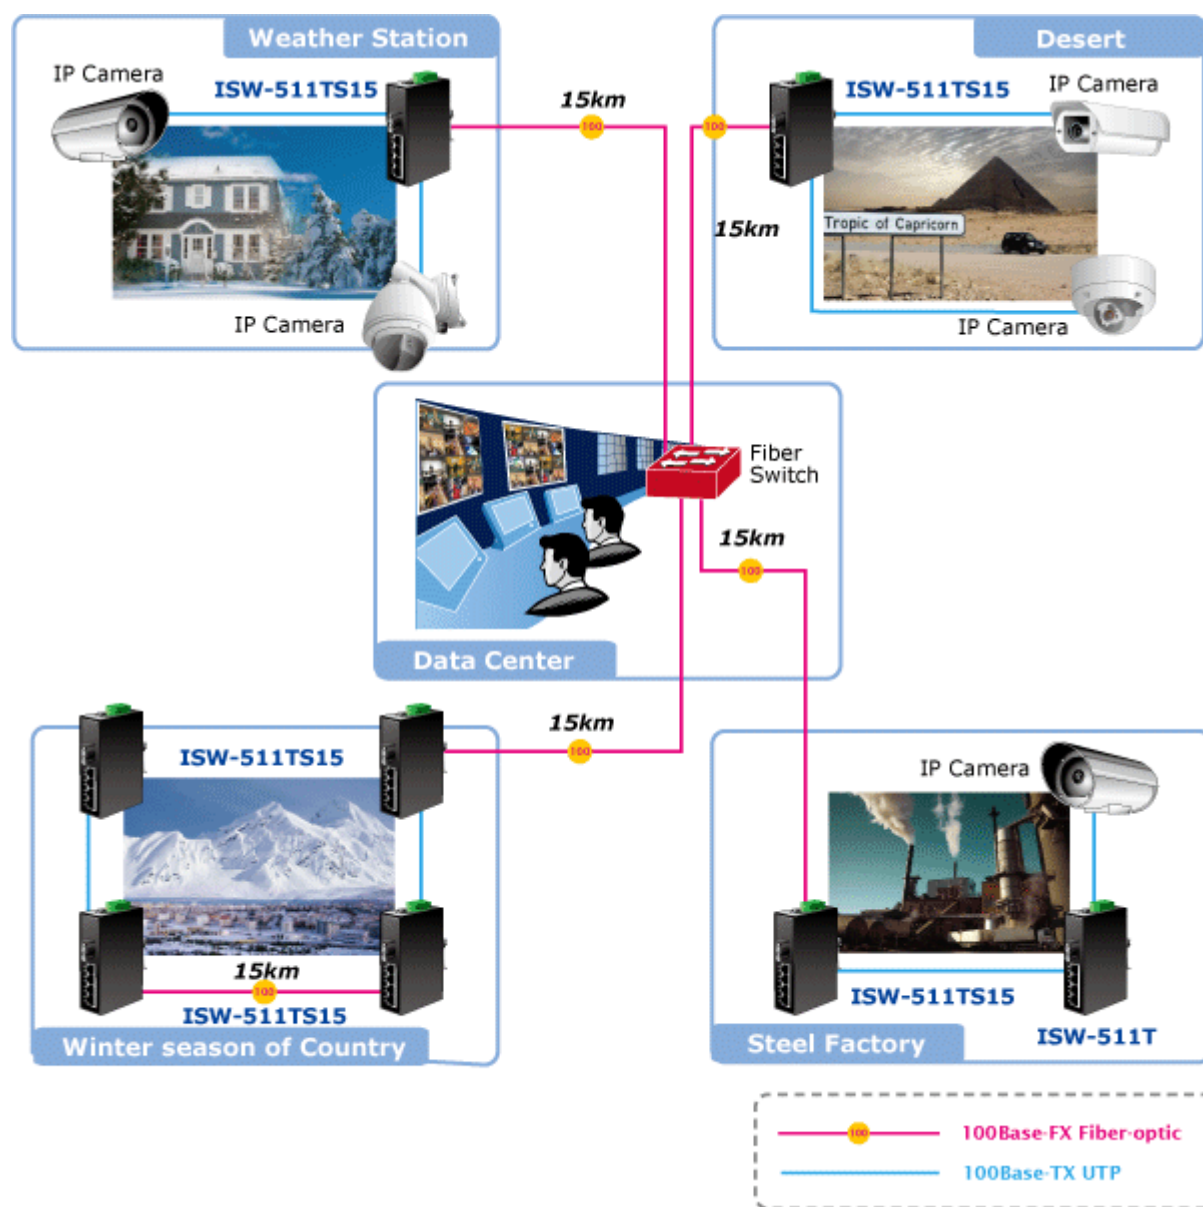 Weather Station
IP Camera
ISW-511TS15
IP Camera
15km
100
Desert
100
ISW-511TS15
IP Camera
15km
Tropic of Capricorn
IP Camera
Fiber
Switch
15km
100
Data Center
15km
100
ISW-511TS15
15km
100
ISW-511TS15
Winter season of Country
IP Camera
ISW-511TS15
ISW-511T
Steel Factory
100
100Base-FX Fiber-optic
100Base-TX UTP